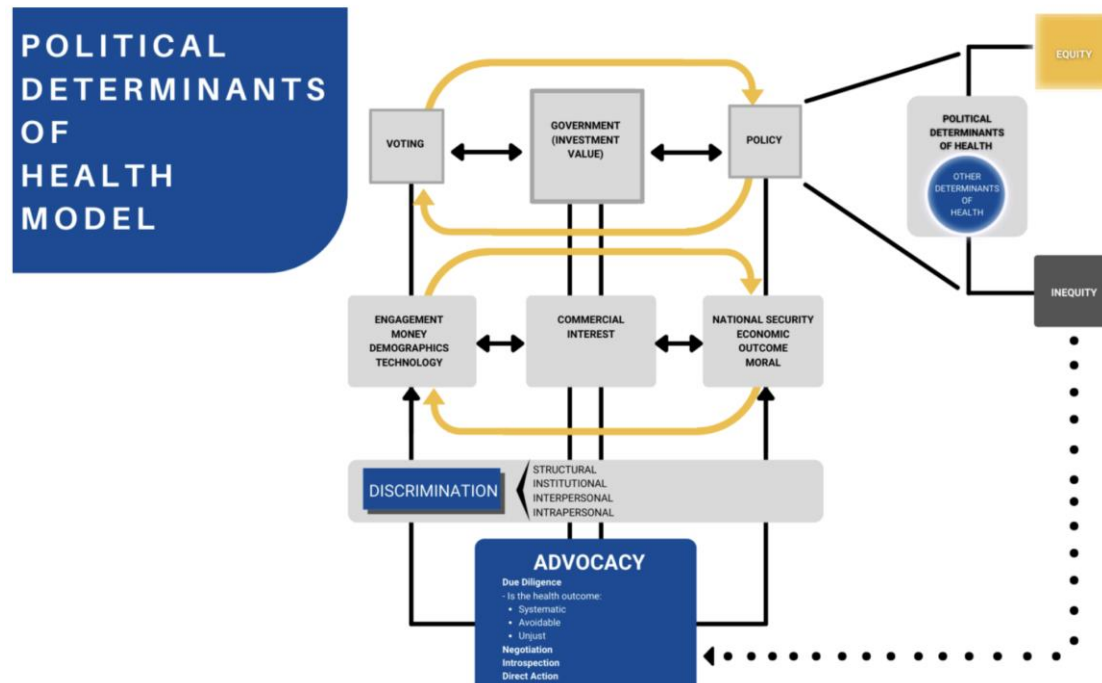 POLITICAL
DETERMINANTS
OF
HEALTH
MODEL
VOTING
GOVERNMENT
(INVESTMENT
VALUE)
POLICY
EQUITY
POLITICAL
DETERMINANTS
OF HEALTH
OTHER
DETERMINANTS
OF
HEALTH
INEQUITY
ENGAGEMENT
MONEY
DEMOGRAPHICS
TECHNOLOGY
COMMERCIAL
INTEREST
NATIONAL SECURITY
ECONOMIC
OUTCOME
MORAL
DISCRIMINATION
STRUCTURAL
INSTITUTIONAL
INTERPERSONAL
INTRAPERSONAL
ADVOCACY
Due Diligence
- Is the health outcome:
• Systematic
• Avoidable
• Unjust
Negotiation
Introspection
Direct Action